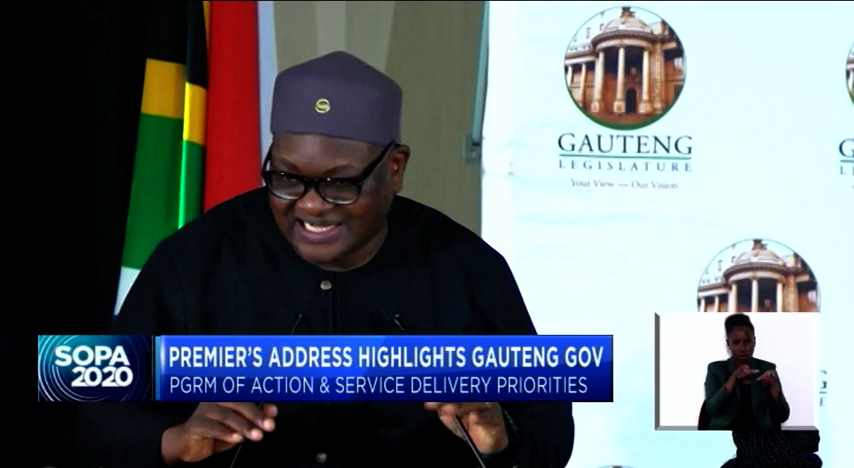 GAUTENG
LEGISLATURE
Your View — Our Vision
SOPA
2020
PREMIER'S ADDRESS HIGHLIGHTS GAUTENG GOV
PGRM OF ACTION & SERVICE DELIVERY PRIORITIES